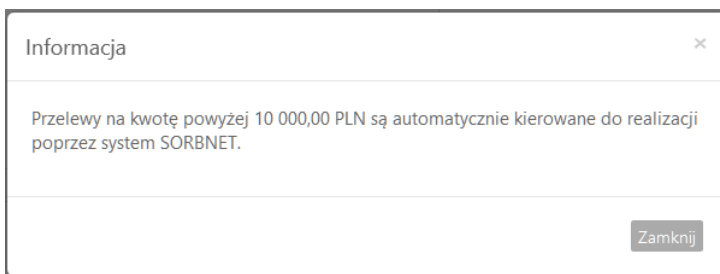 Informacja
×
Przelewy na kwotę powyżej 10 000,00 PLN są automatycznie kierowane do realizacji
poprzez system SORBNET.
Zamknij